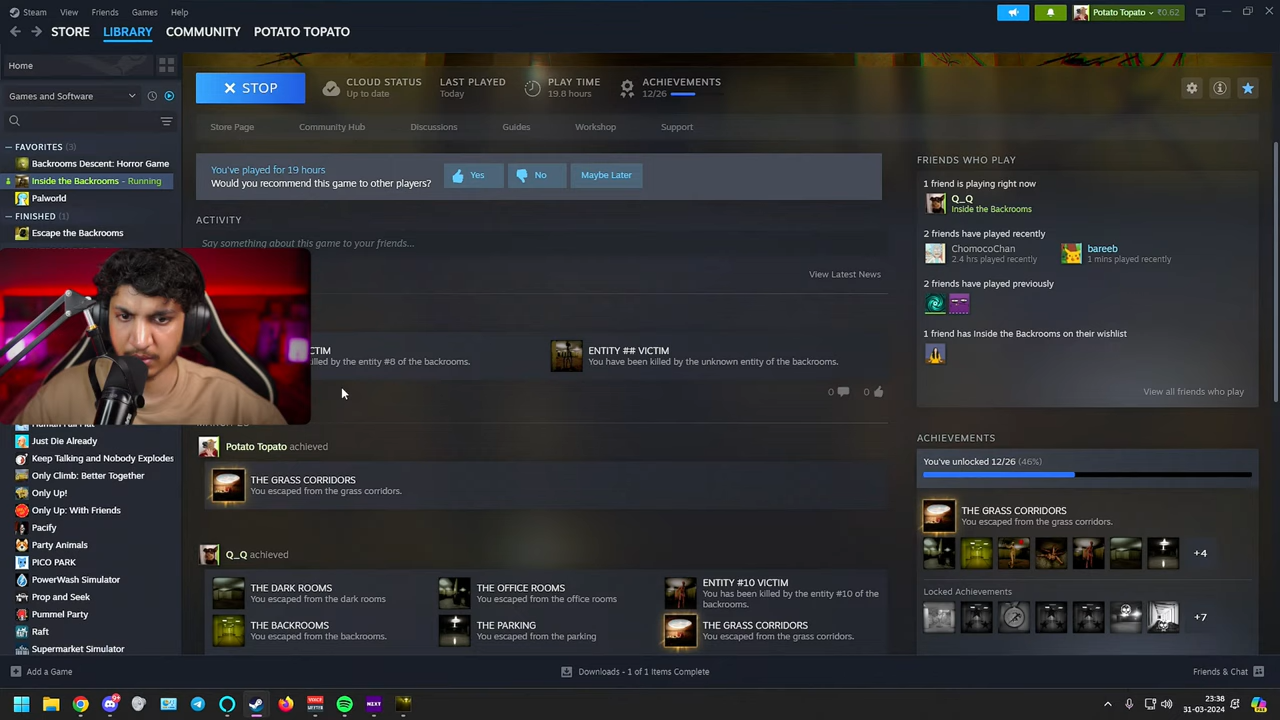 Steam View Friends Games Help
Potato Topato ₹0.62
STORE LIBRARY COMMUNITY POTATO TOPATO
Home
Games and Software
FAVORITES (3)
Backrooms Descent: Horror Game
Inside the Backrooms - Running
Palworld
FINISHED (1)
Escape the Backrooms
Just Die Already
Keep Talking and Nobody Explodes
Only Climb: Better Together
Only Up!
Only Up: With Friends
Pacify
Party Animals
PICO PARK
PowerWash Simulator
Prop and Seek
Pummel Party
Raft
Supermarket Simulator
STOP
CLOUD STATUS
Up to date
LAST PLAYED
Today
PLAY TIME
19.8 hours
ACHIEVEMENTS
12/26
Store Page Community Hub Discussions Guides Workshop Support
You've played for 19 hours
Would you recommend this game to other players?
Yes No Maybe Later
ACTIVITY
Say something about this game to your friends...
View Latest News
killed by the entity #8 of the backrooms.
ENTITY ## VICTIM
You have been killed by the unknown entity of the backrooms.
0 0
Potato Topato achieved
THE GRASS CORRIDORS
You escaped from the grass corridors.
Q_Q achieved
THE DARK ROOMS
You escaped from the dark rooms
THE OFFICE ROOMS
You escaped from the office rooms
ENTITY #10 VICTIM
You has been killed by the entity #10 of the
backrooms.
THE BACKROOMS
You escaped from the backrooms.
THE PARKING
You escaped from the parking
THE GRASS CORRIDORS
You escaped from the grass corridors.
FRIENDS WHO PLAY
1 friend is playing right now
Q_Q
Inside the Backrooms
2 friends have played recently
ChomocoChan
2.4 hrs played recently
bareeb
1 mins played recently
2 friends have played previously
1 friend has Inside the Backrooms on their wishlist
View all friends who play
ACHIEVEMENTS
You've unlocked 12/26 (46%)
THE GRASS CORRIDORS
You escaped from the grass corridors.
+4
Locked Achievements
+7
Add a Game
Downloads - 1 of 1 Items Complete
Friends & Chat
23:38
31-03-2024